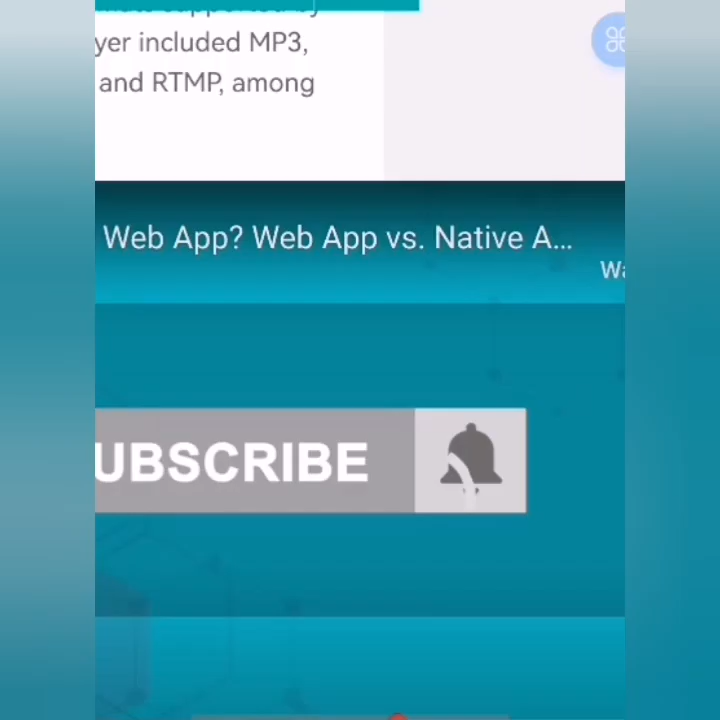 yer included MP3,
and RTMP, among
Web App? Web App vs. Native A...
UBSCRIBE